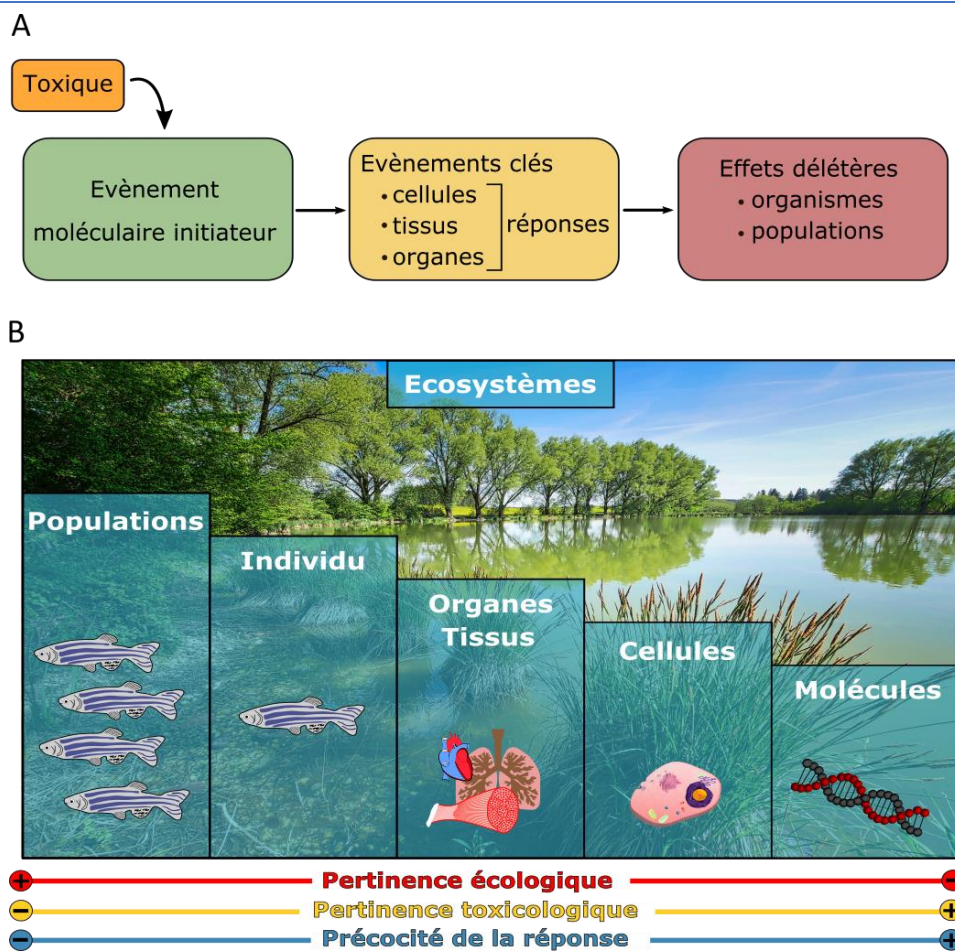 A
Toxique
Evènement
moléculaire initiateur
Evènements clés
• cellules
• tissus
• organes
réponses
Effets délétères
• organismes
• populations
B
Ecosystèmes
Populations
Individu
Organes
Tissus
Cellules
Molécules
+ Pertinence écologique -
- Pertinence toxicologique +
- Précocité de la réponse +